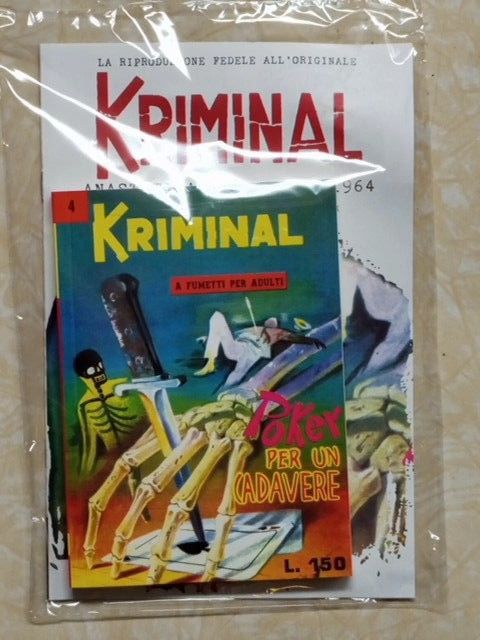 LA RIPRODUZIONE FEDELE ALL'ORIGINALE
KRIMINAL
1964
4
KRIMINAL
A FUMETTI PER ADULTI
POKER
PER UN
CADAVERE
L. 150